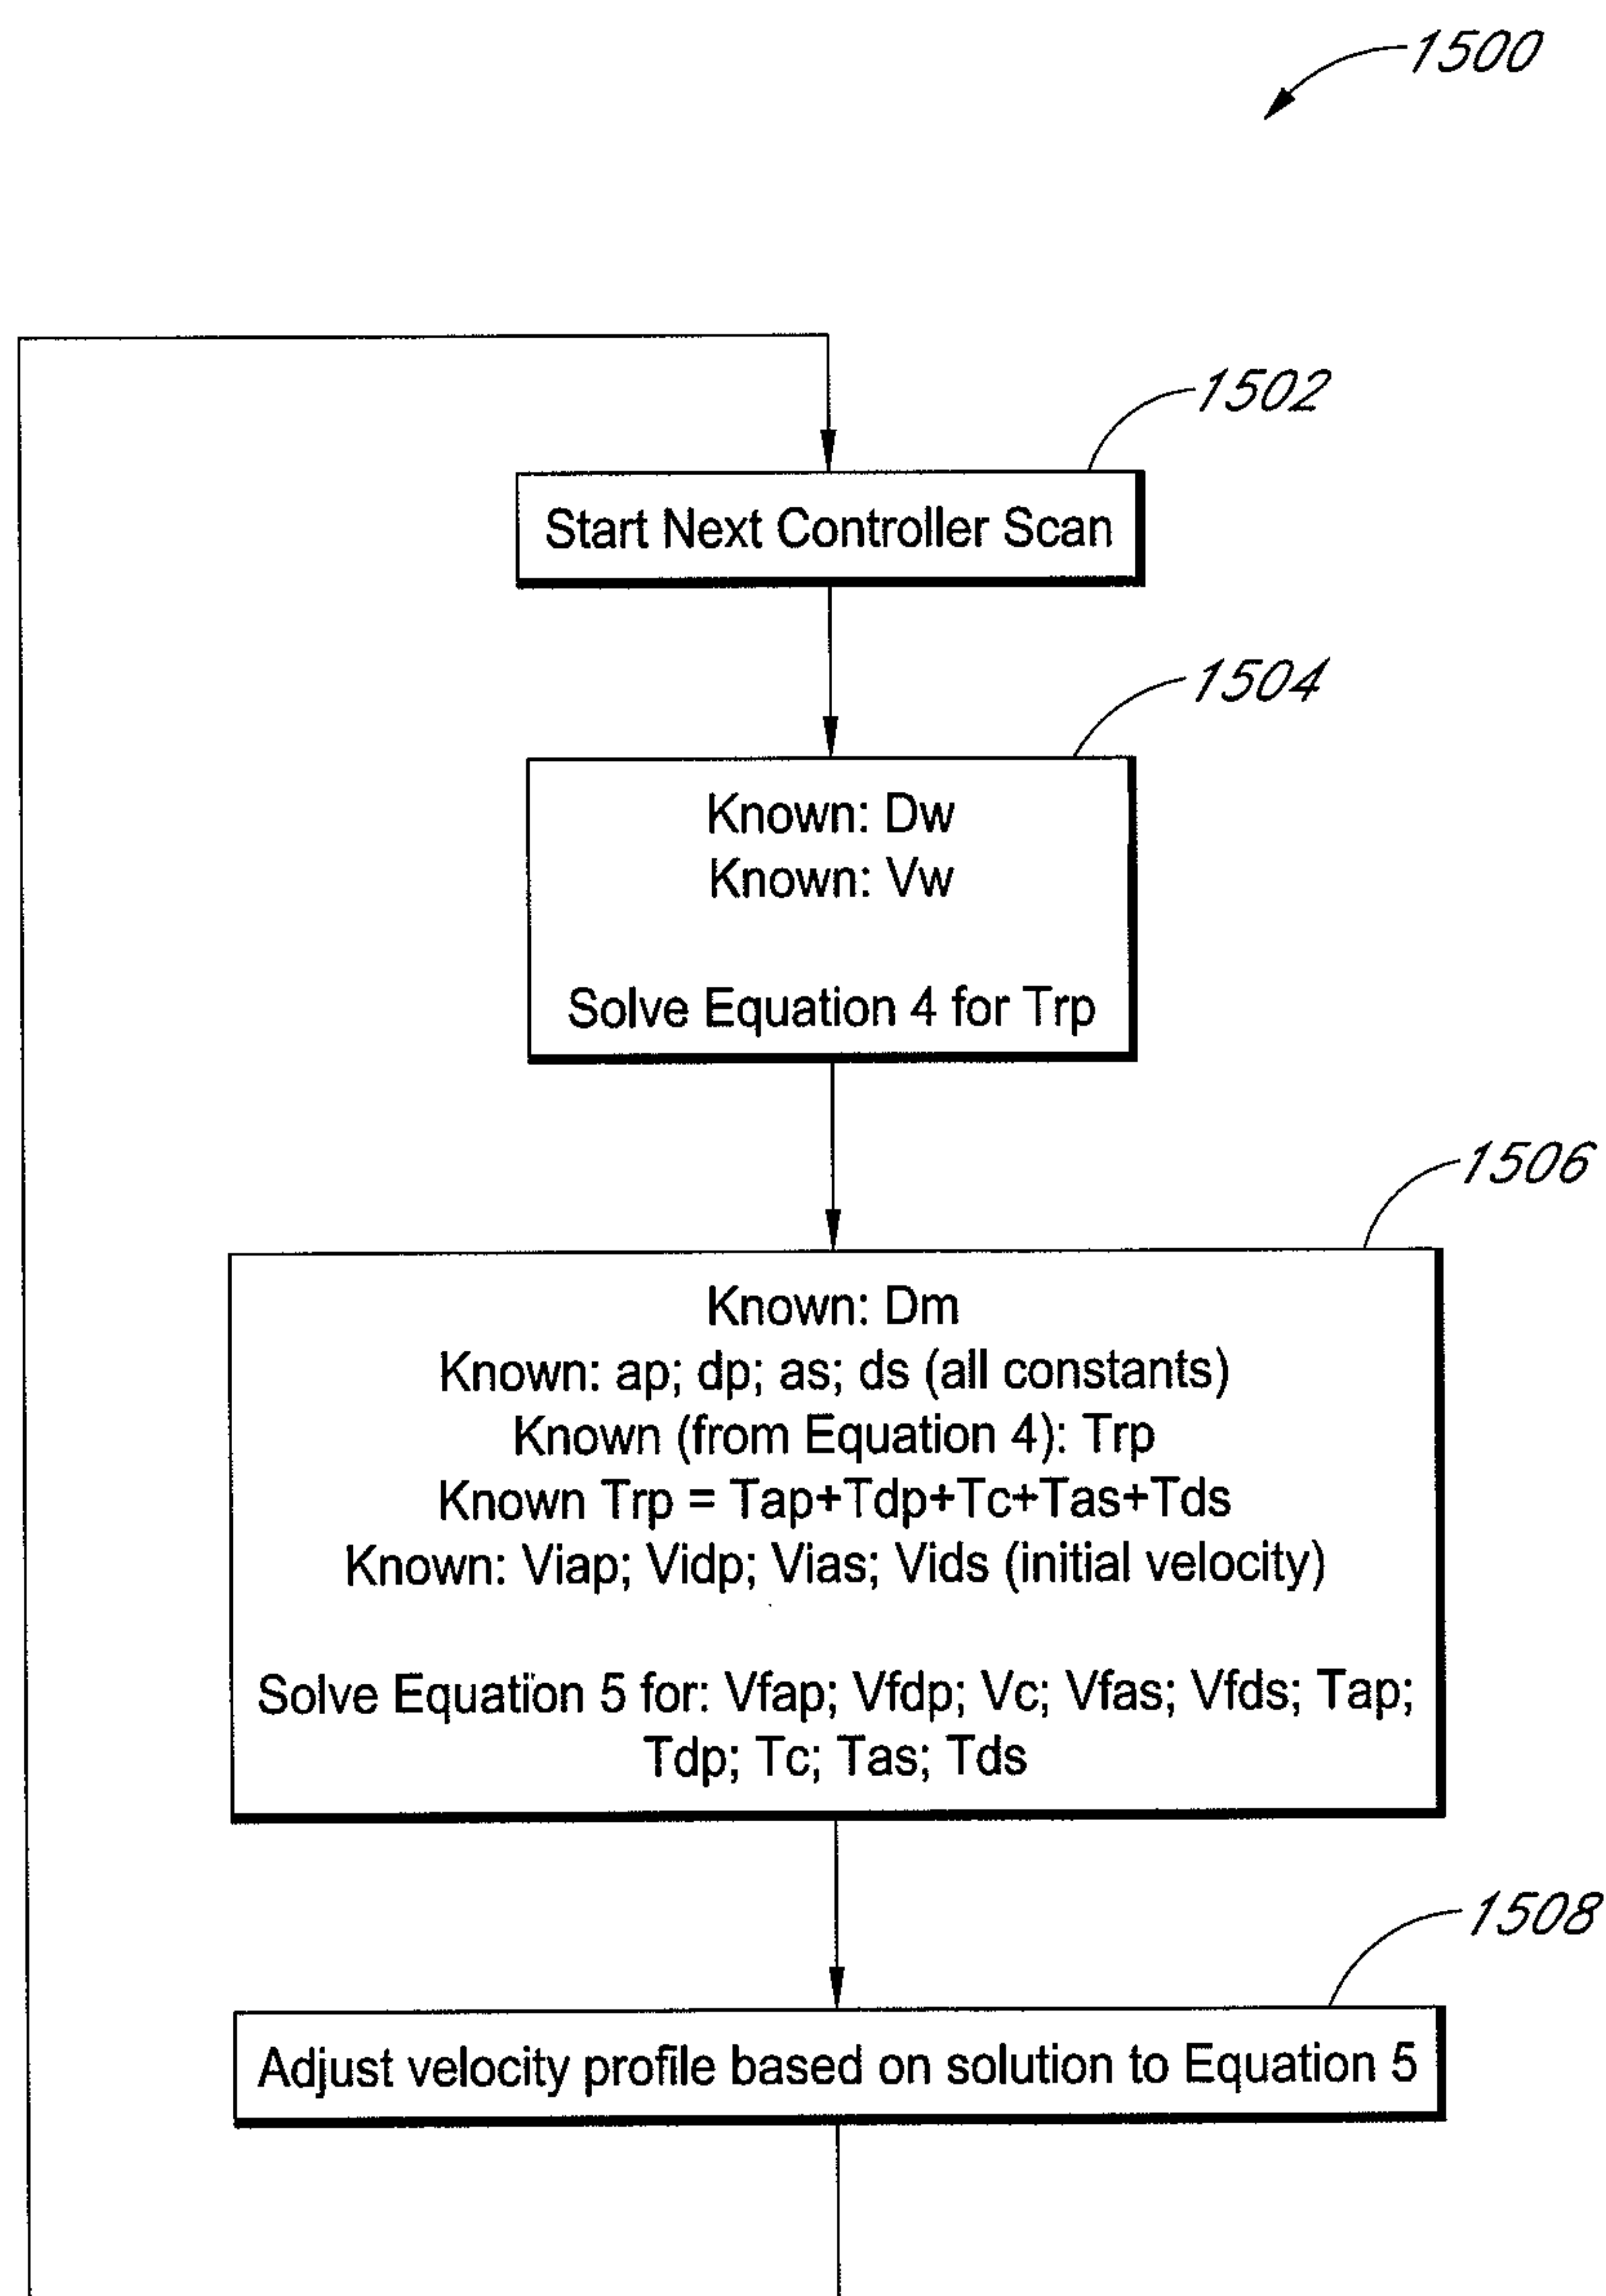 1500
1502
Start Next Controller Scan
1504
Known: Dw
Known: Vw
Solve Equation 4 for Trp
1506
Known: Dm
Known: ap; dp; as; ds (all constants)
Known (from Equation 4): Trp
Known Trp = Tap+Tdp+Tc+Tas+Tds
Known: Viap; Vidp; Vias; Vids (initial velocity)
Solve Equation 5 for: Vfap; Vfdp; Vc; Vfas; Vfds; Tap;
Tdp; Tc; Tas; Tds
1508
Adjust velocity profile based on solution to Equation 5